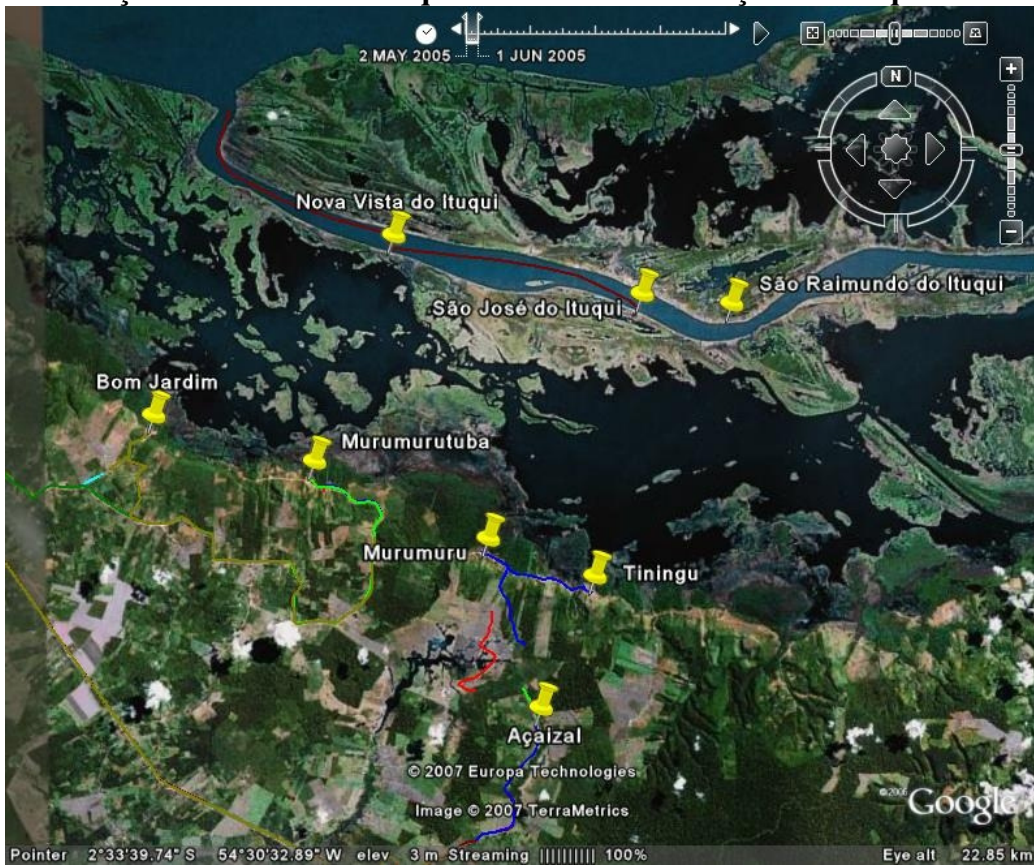 2 MAY 2005
1 JUN 2005
N
Nova Vista do Ituqui
São Raimundo do Ituqui
São José do Ituqui
Bom Jardim
Murumurutuba
Murumuru
Tiningu
Açaizal
© 2007 Europa Technologies
Image © 2007 TerraMetrics
©2006 Google
Pointer 2°33'39.74" S 54°30'32.89" W elev 3 m Streaming |||||||||| 100% Eye alt 22.85 km